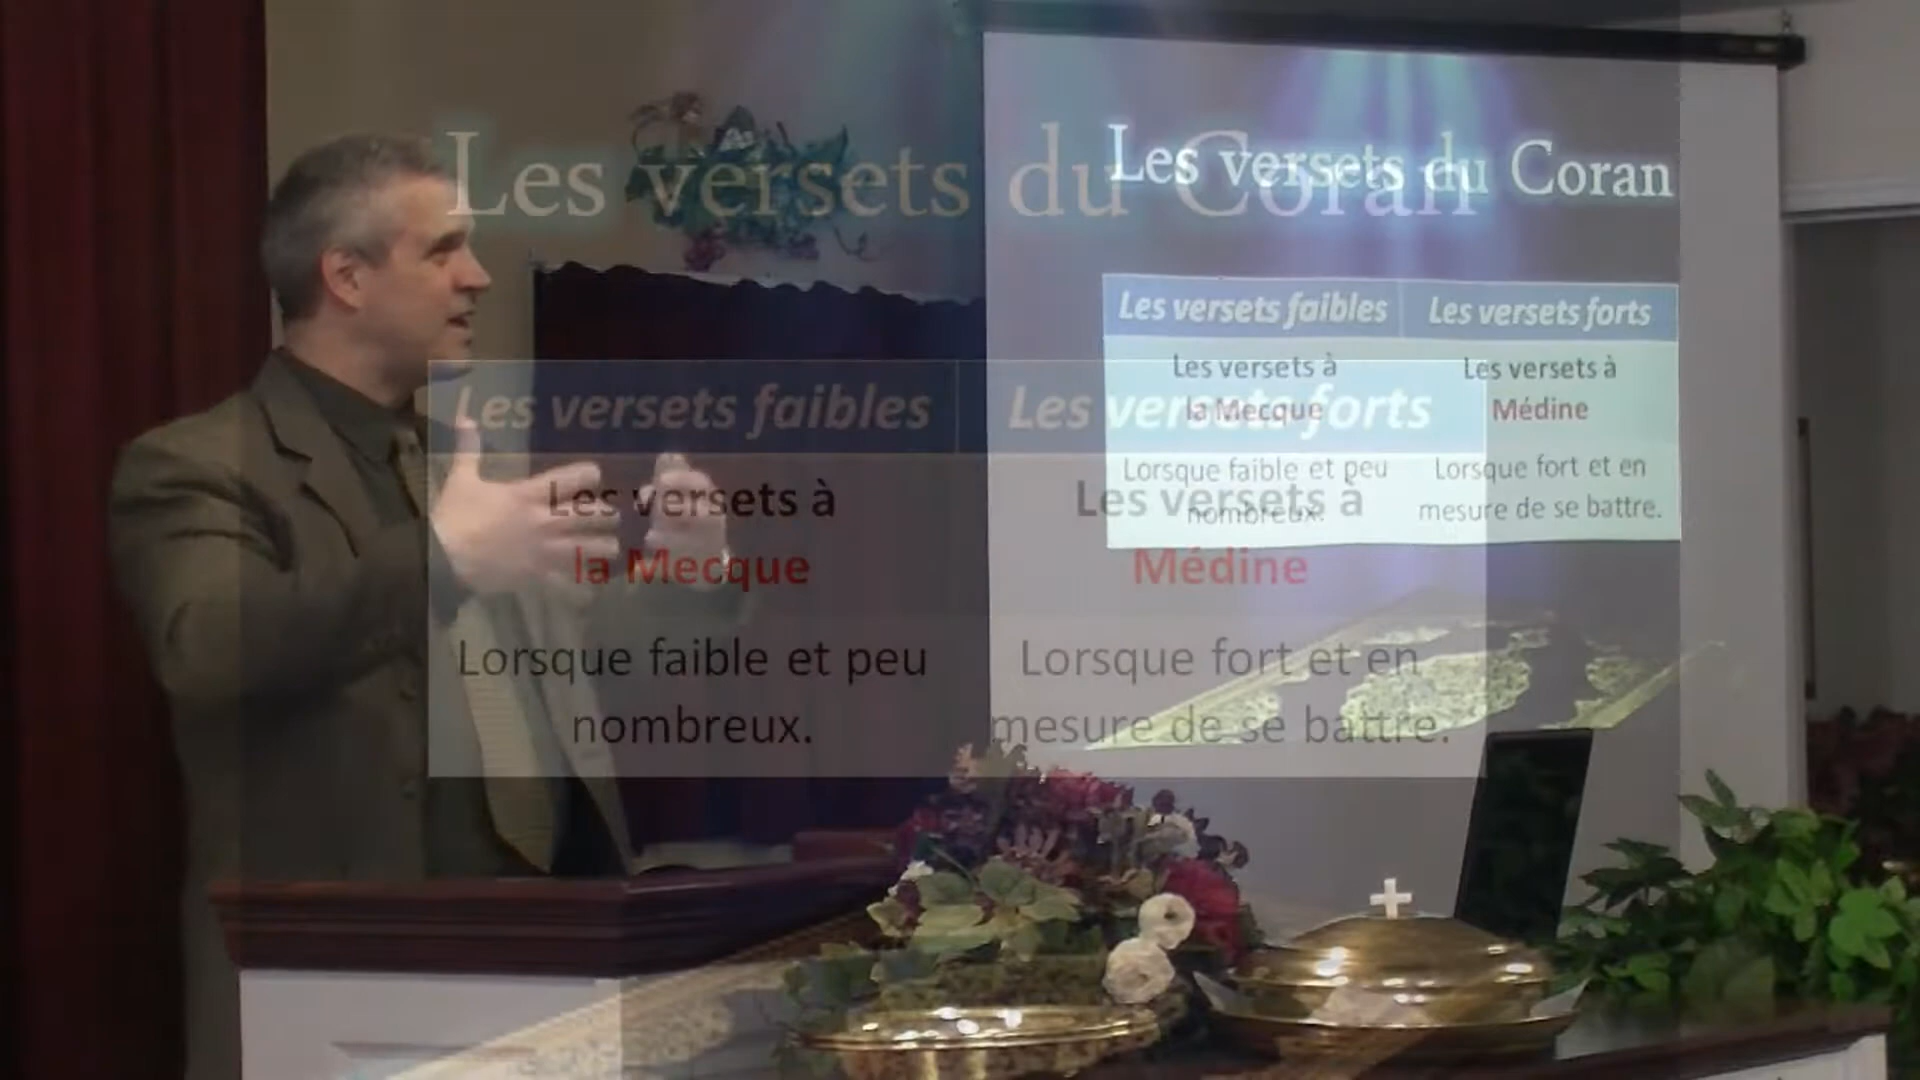 Les versets du Coran
Les versets faibles Les versets forts
Les versets à Les versets à
la Mecque Médine
Lorsque faible et peu Lorsque fort et en
nombreux. mesure de se battre.
Les versets du Coran
Les versets faibles Les versets forts
Les versets à Les versets à
la Mecque Médine
Lorsque faible et peu Lorsque fort et en
nombreux. mesure de se battre.